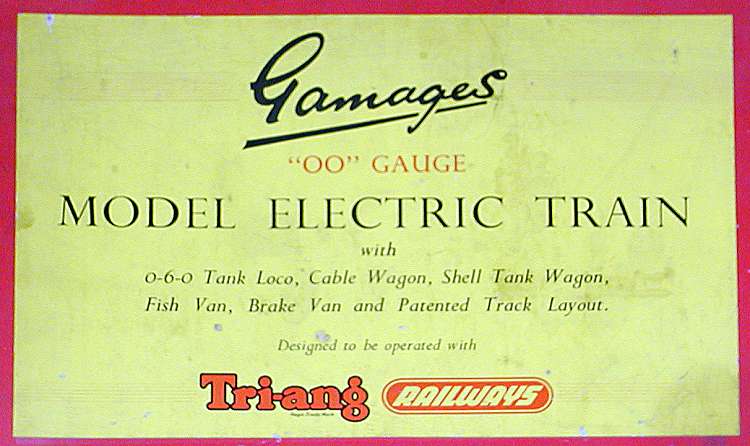 Gamages
“OO” GAUGE
MODEL ELECTRIC TRAIN
with
0-6-0 Tank Loco, Cable Wagon, Shell Tank Wagon,
Fish Van, Brake Van and Patented Track Layout.
Designed to be operated with
Tri-ang RAILWAYS